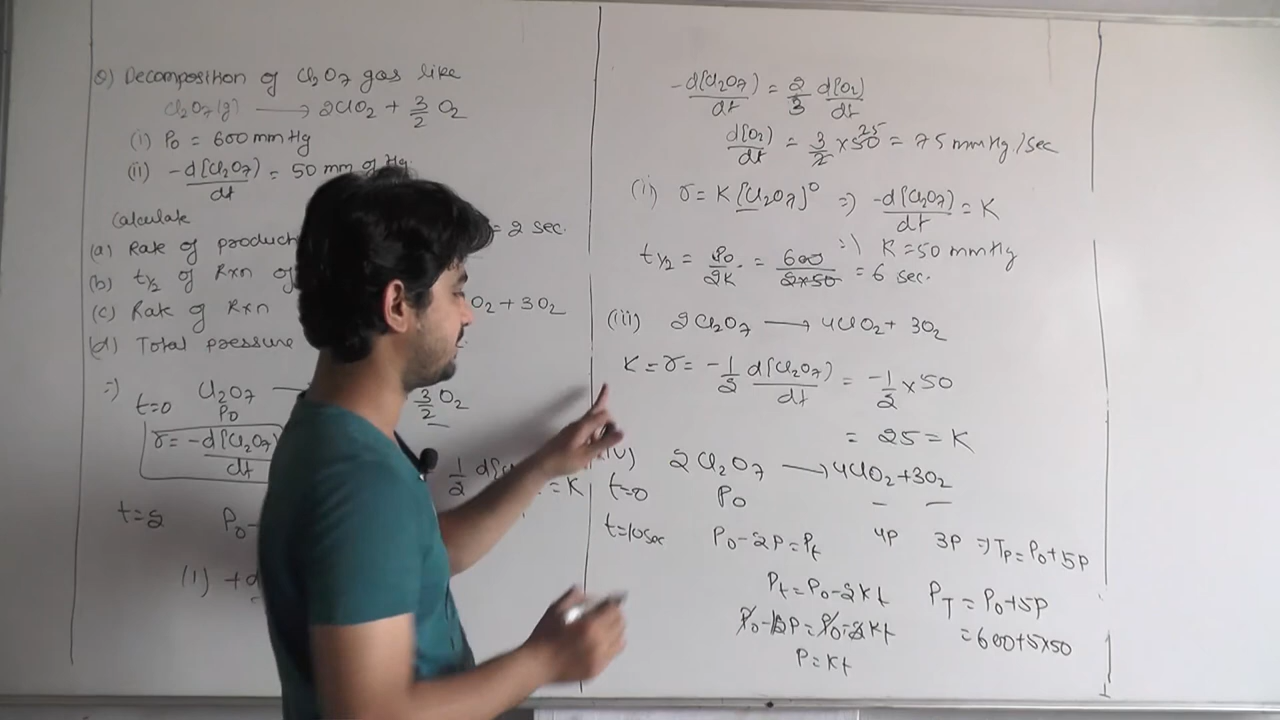 Q) Decomposition of Cl2O7 gas like
Cl2O7(g) ⟶ 2ClO2 + 3/2 O2
(i) P0 = 600 mm Hg
(ii) -d[Cl2O7]/dt = 50 mm of Hg
Calculate
(a) Rate of product = 2 sec.
(b) t1/2 of Rxn of
(c) Rate of Rxn O2 + 3O2
(d) Total pressure
=) Cl2O7 ⟶ 3/2 O2
t=0 P0
r = -d[Cl2O7]/dt 1/2 = K
t=2 P0-
(1) +d
-d[Cl2O7]/dt = 2/3 d[O2]/dt
d[O2]/dt = 3/2 × 50 25 = 75 mm Hg/sec
(ii) r = K[Cl2O7]^0 =) -d[Cl2O7]/dt = K
=) K = 50 mmHg
t1/2 = P0/2K = 600/2×50 = 6 sec.
(iii) 2Cl2O7 ⟶ 4ClO2 + 3O2
K = r = -1/2 d[Cl2O7]/dt = -1/2 × 50
= 25 = K
(iv) 2Cl2O7 ⟶ 4ClO2 + 3O2
t=0 P0
t=10sec P0-2P = Pt 4P 3P =) TP = P0+5P
Pt = P0-2Kt PT = P0+5P
P0-2P = P0-2Kt = 600+5×50
P = Kt